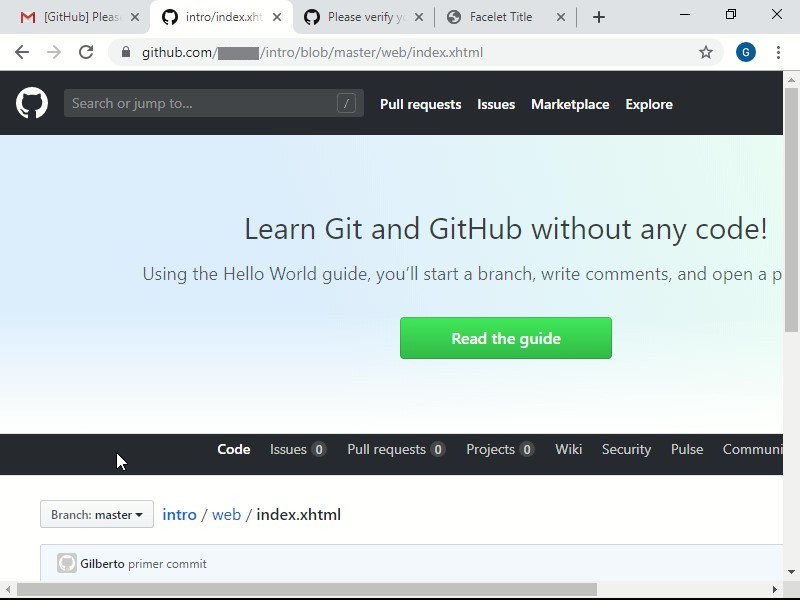 [GitHub] Pleas
intro/index.xht
Please verify yo
Facelet Title
github.com/
/intro/blob/master/web/index.xhtml
G
Search or jump to...
/
Pull requests
Issues
Marketplace
Explore
Learn Git and GitHub without any code!
Using the Hello World guide, you’ll start a branch, write comments, and open a p
Read the guide
Code
Issues 0
Pull requests 0
Projects 0
Wiki
Security
Pulse
Communi
Branch: master
intro / web / index.xhtml
Gilberto primer commit